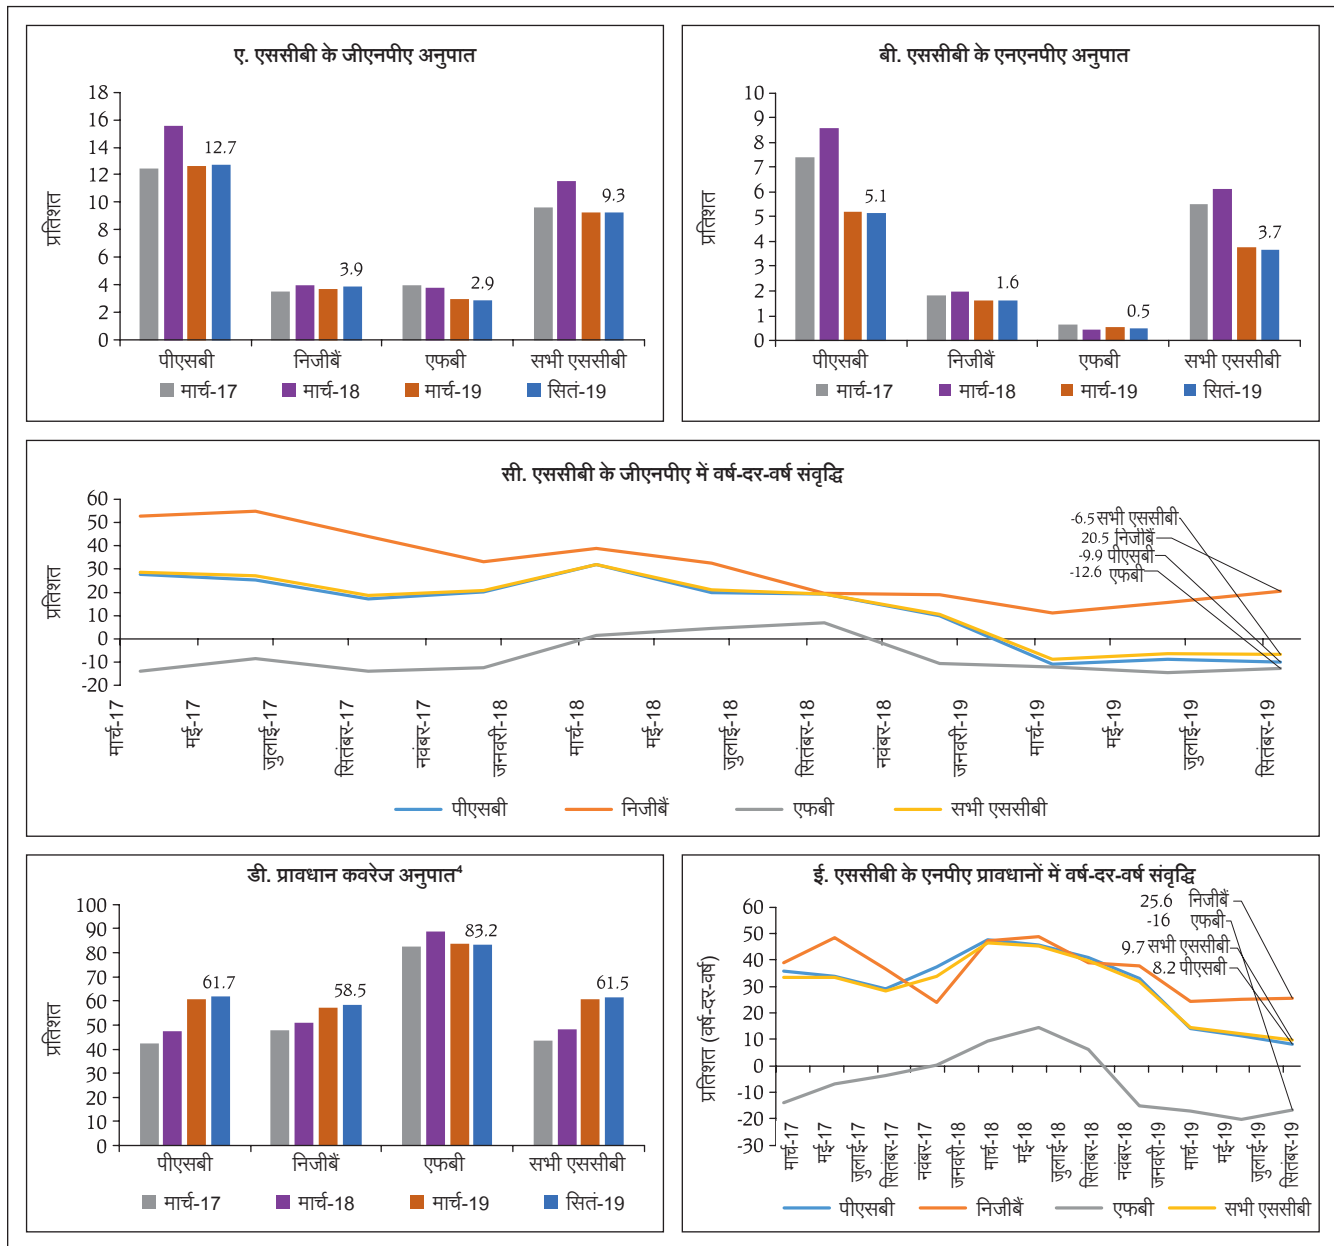 ए. एससीबी के जीएनपीए अनुपात
प्रतिशत
18
16
14
12
10
8
6
4
2
0
12.7
3.9
2.9
9.3
पीएसबी निजीबैं एफबी सभी एससीबी
मार्च-17 मार्च-18 मार्च-19 सितं-19
बी. एससीबी के एनएनपीए अनुपात
प्रतिशत
10
9
8
7
6
5
4
3
2
1
0
5.1
1.6
0.5
3.7
पीएसबी निजीबैं एफबी सभी एससीबी
मार्च-17 मार्च-18 मार्च-19 सितं-19
सी. एससीबी के जीएनपीए में वर्ष-दर-वर्ष संवृद्धि
प्रतिशत
60
50
40
30
20
10
0
-10
-20
-6.5 सभी एससीबी
20.5 निजीबैं
-9.9 पीएसबी
-12.6 एफबी
मार्च-17 मई-17 जुलाई-17 सितंबर-17 नवंबर-17 जनवरी-18 मार्च-18 मई-18 जुलाई-18 सितंबर-18 नवंबर-18 जनवरी-19 मार्च-19 मई-19 जुलाई-19 सितंबर-19
पीएसबी निजीबैं एफबी सभी एससीबी
डी. प्रावधान कवरेज अनुपात⁴
प्रतिशत
100
90
80
70
60
50
40
30
20
10
0
61.7
58.5
83.2
61.5
पीएसबी निजीबैं एफबी सभी एससीबी
मार्च-17 मार्च-18 मार्च-19 सितं-19
ई. एससीबी के एनपीए प्रावधानों में वर्ष-दर-वर्ष संवृद्धि
प्रतिशत (वर्ष-दर-वर्ष)
60
50
40
30
20
10
0
-10
-20
-30
25.6 निजीबैं
-16 एफबी
9.7 सभी एससीबी
8.2 पीएसबी
मार्च-17 मई-17 जुलाई-17 सितंबर-17 नवंबर-17 जनवरी-18 मार्च-18 मई-18 जुलाई-18 सितंबर-18 नवंबर-18 जनवरी-19 मार्च-19 मई-19 जुलाई-19 सितंबर-19
पीएसबी निजीबैं एफबी सभी एससीबी